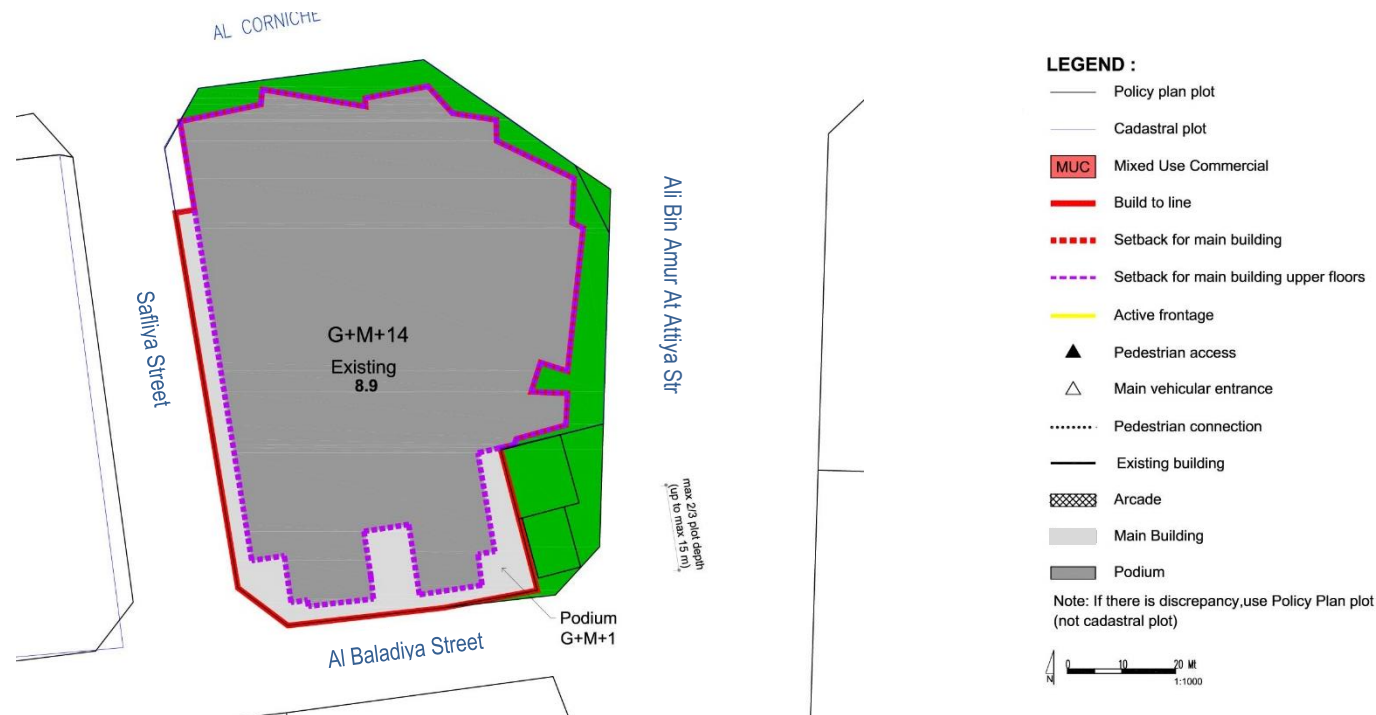 AL CORNICHE
Ali Bin Amur At Attiya Str
Safliya Street
G+M+14
Existing
8.9
max 2/3 plot depth
(up to max 15 m)
Podium
G+M+1
Al Baladiya Street
LEGEND :
Policy plan plot
Cadastral plot
MUC Mixed Use Commercial
Build to line
Setback for main building
Setback for main building upper floors
Active frontage
Pedestrian access
Main vehicular entrance
Pedestrian connection
Existing building
Arcade
Main Building
Podium
Note: If there is discrepancy,use Policy Plan plot
(not cadastral plot)
N 0 10 20 Mt
1:1000